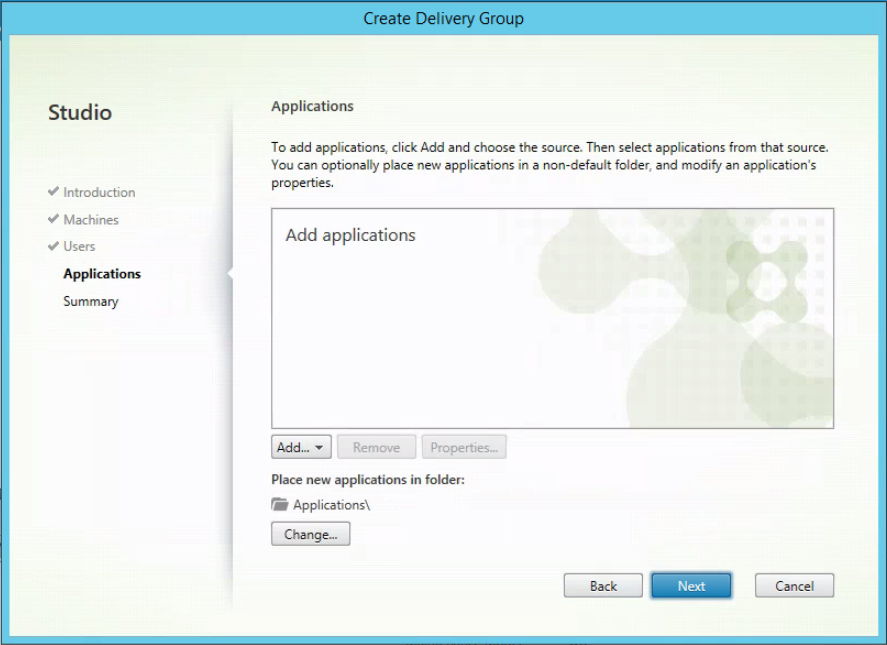 Create Delivery Group
Studio
Introduction
Machines
Users
Applications
Summary
Applications
To add applications, click Add and choose the source. Then select applications from that source.
You can optionally place new applications in a non-default folder, and modify an application's
properties.
Add applications
Add...
Remove
Properties...
Place new applications in folder:
Applications\
Change...
Back
Next
Cancel